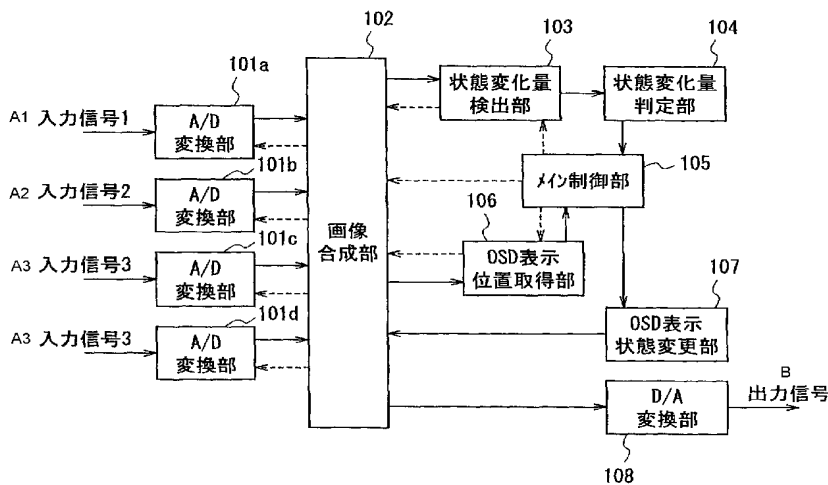 102
103
104
101a
状態変化量
検出部
状態変化量
判定部
A1 入力信号1
A/D
変換部
101b
105
A2 入力信号2
A/D
変換部
メイン制御部
106
101c
画像
合成部
A3 入力信号3
A/D
変換部
OSD表示
位置取得部
107
101d
A3 入力信号3
A/D
変換部
OSD表示
状態変更部
B
出力信号
D/A
変換部
108